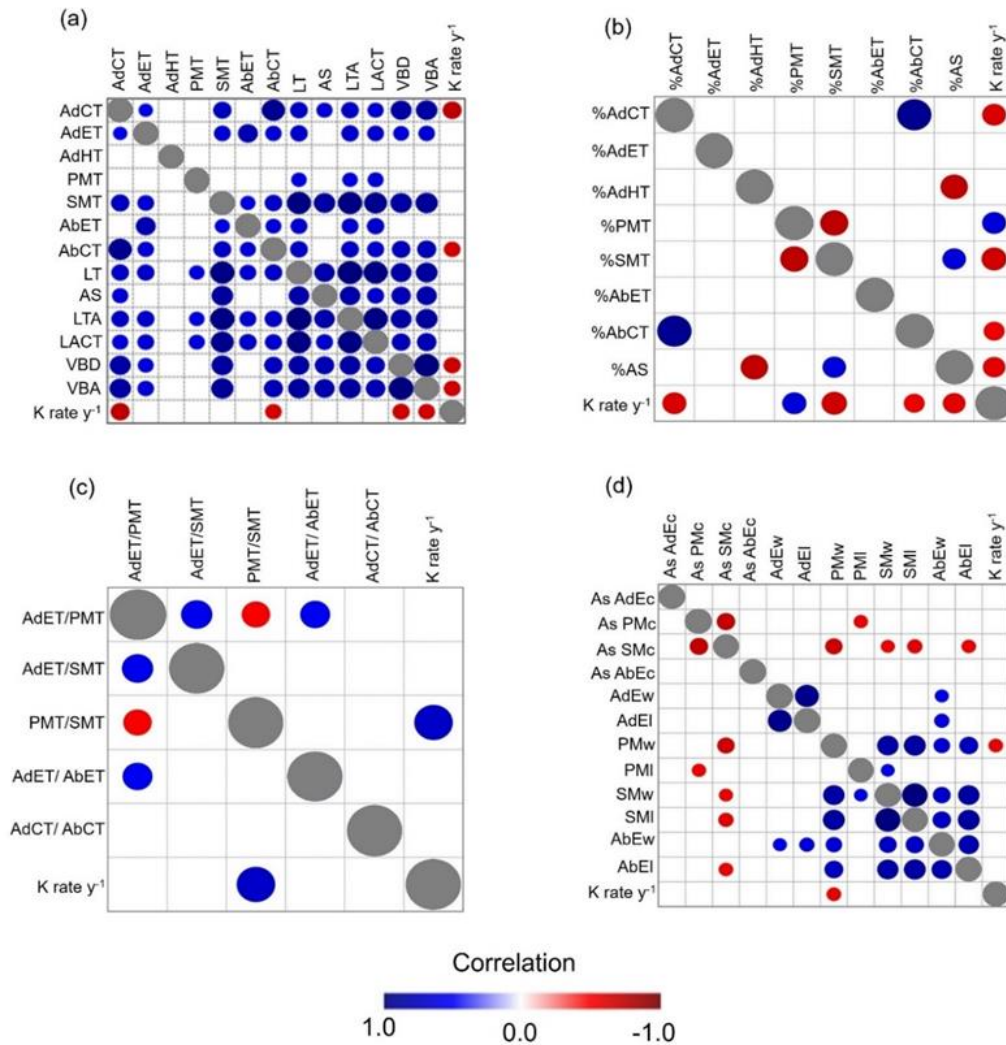 (a)
AdCT AdET AdHT PMT SMT AbET AbCT LT AS LTA LACT VBD VBA K rate y⁻¹
AdCT
AdET
AdHT
PMT
SMT
AbET
AbCT
LT
AS
LTA
LACT
VBD
VBA
K rate y⁻¹
(b)
%AdCT %AdET %AdHT %PMT %SMT %AbET %AbCT %AS K rate y⁻¹
%AdCT
%AdET
%AdHT
%PMT
%SMT
%AbET
%AbCT
%AS
K rate y⁻¹
(c)
AdET/PMT AdET/SMT PMT/SMT AdET/ AbET AdCT/ AbCT K rate y⁻¹
AdET/PMT
AdET/SMT
PMT/SMT
AdET/ AbET
AdCT/ AbCT
K rate y⁻¹
(d)
As AdEc As PMc As SMc As AbEc AdEw AdEl PMw PMl SMw SMl AbEw AbEl K rate y⁻¹
As AdEc
As PMc
As SMc
As AbEc
AdEw
AdEl
PMw
PMl
SMw
SMl
AbEw
AbEl
K rate y⁻¹
Correlation
1.0 0.0 -1.0